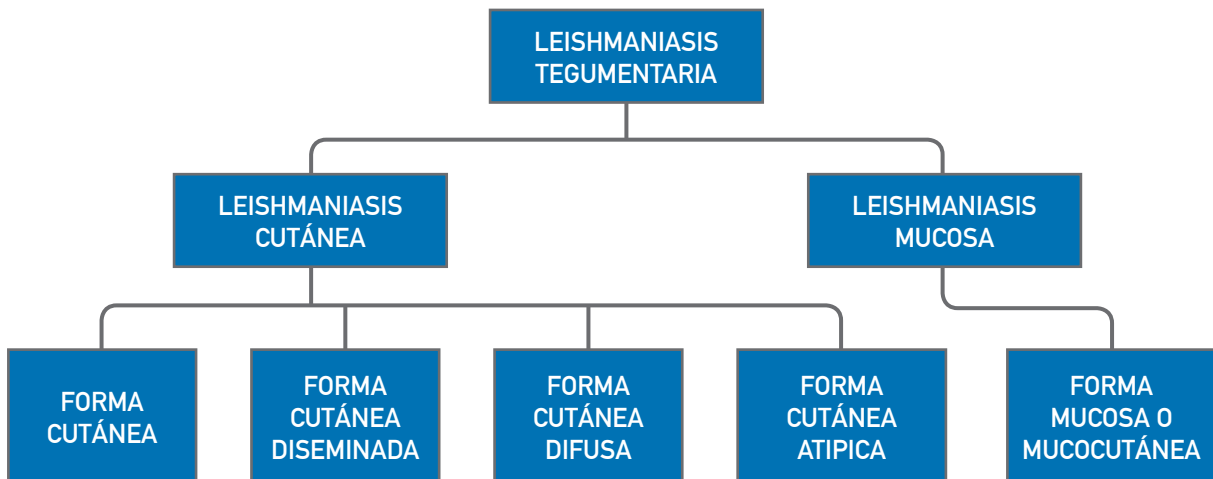 LEISHMANIASIS
TEGUMENTARIA
LEISHMANIASIS
CUTÁNEA
LEISHMANIASIS
MUCOSA
FORMA
CUTÁNEA
FORMA
CUTÁNEA
DISEMINADA
FORMA
CUTÁNEA
DIFUSA
FORMA
CUTÁNEA
ATIPICA
FORMA
MUCOSA O
MUCOCUTÁNEA